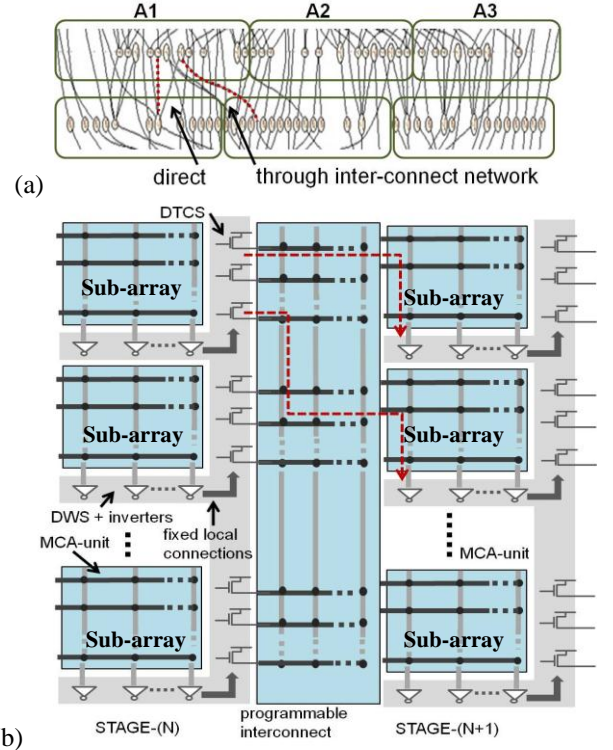 A1 A2 A3
direct through inter-connect network
(a)
DTCS
Sub-array Sub-array
Sub-array Sub-array
DWS + inverters
fixed local
connections
MCA-unit
MCA-unit
Sub-array Sub-array
STAGE-(N)
programmable
interconnect
STAGE-(N+1)
b)